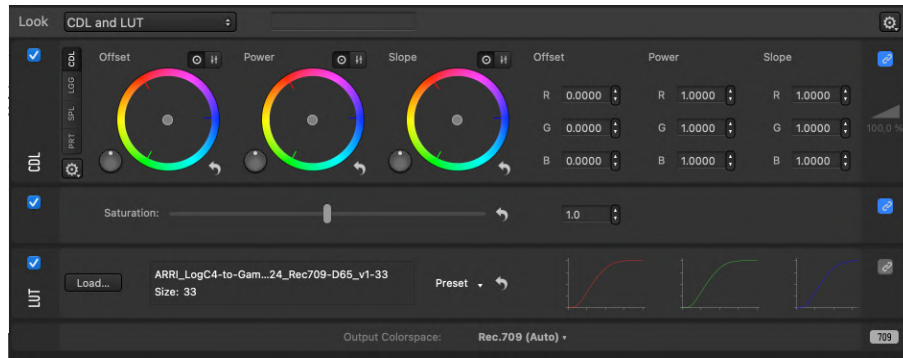 Look CDL and LUT
CDL
LGG
SPL
PRT
CDL
Offset Power Slope Offset Power Slope
R 0.0000 R 1.0000 R 1.0000
G 0.0000 G 1.0000 G 1.0000
B 0.0000 B 1.0000 B 1.0000
100,0 %
Saturation: 1.0
LUT
Load...
ARRI_LogC4-to-Gam...24_Rec709-D65_v1-33
Size: 33
Preset
Output Colorspace: Rec.709 (Auto)
709